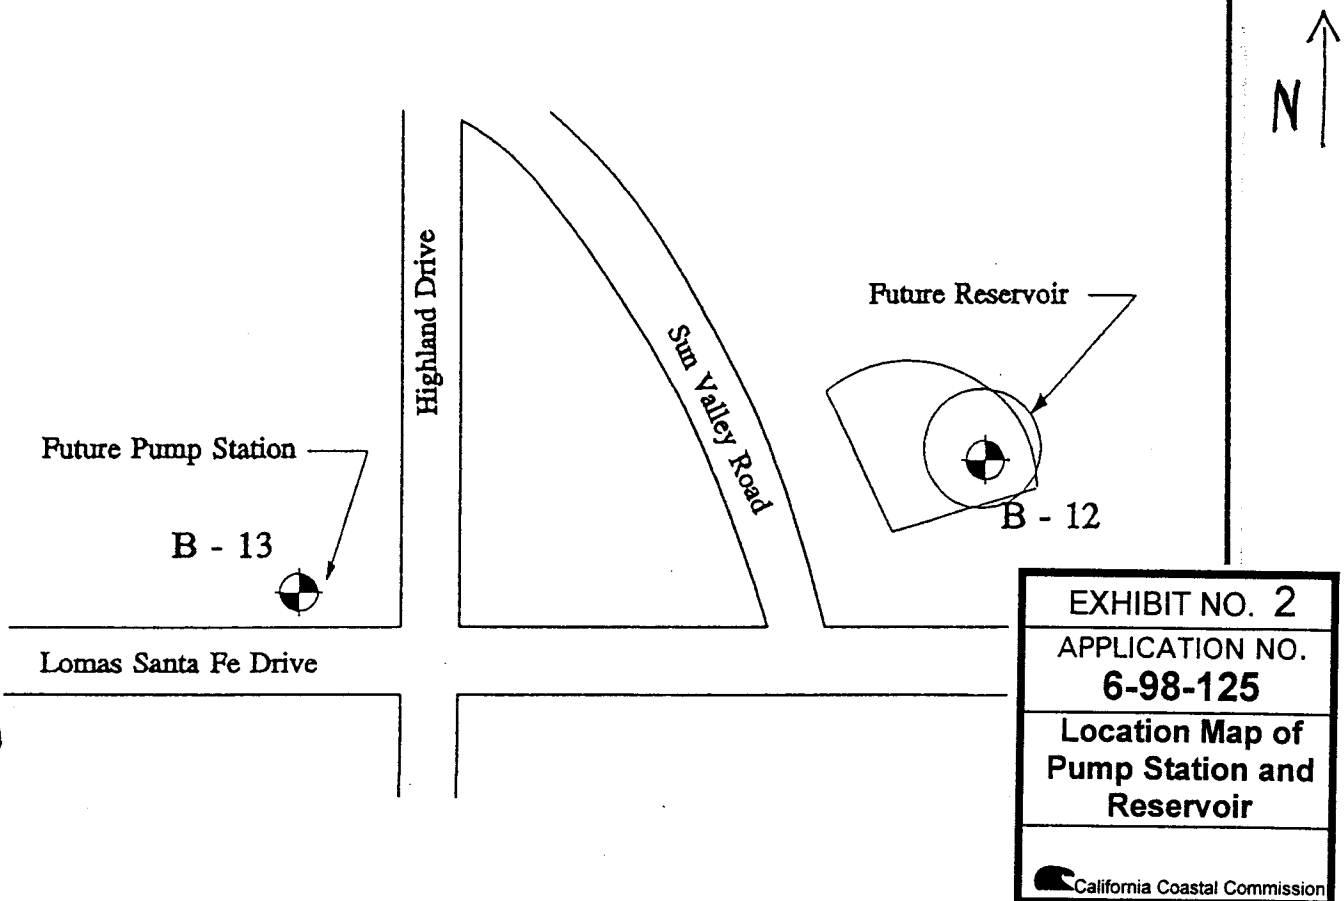 N
Highland Drive
Sun Valley Road
Future Reservoir
Future Pump Station
B - 13
B - 12
Lomas Santa Fe Drive
EXHIBIT NO. 2
APPLICATION NO.
6-98-125
Location Map of
Pump Station and
Reservoir
California Coastal Commission